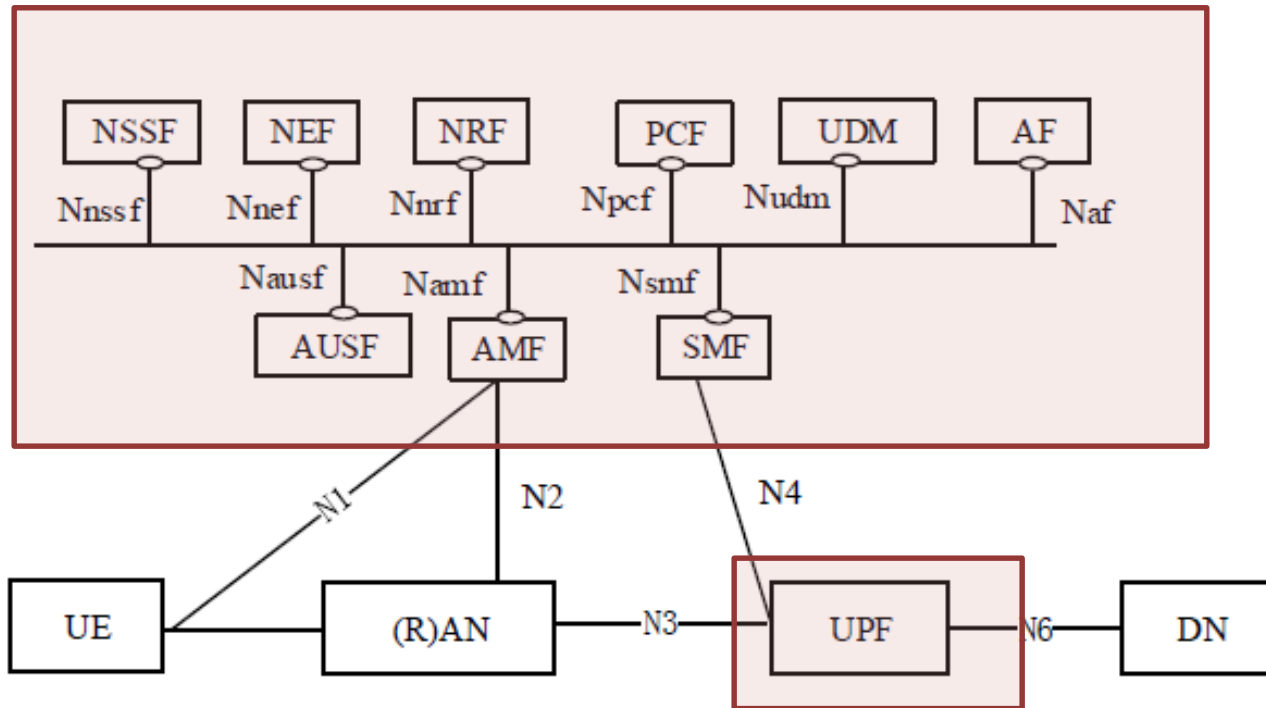 NSSF NEF NRF PCF UDM AF
Nnssf Nnef Nnrf Npcf Nudm Naf
Nausf Namf Nsmf
AUSF AMF SMF
N1 N2 N4
UE (R)AN N3 UPF N6 DN